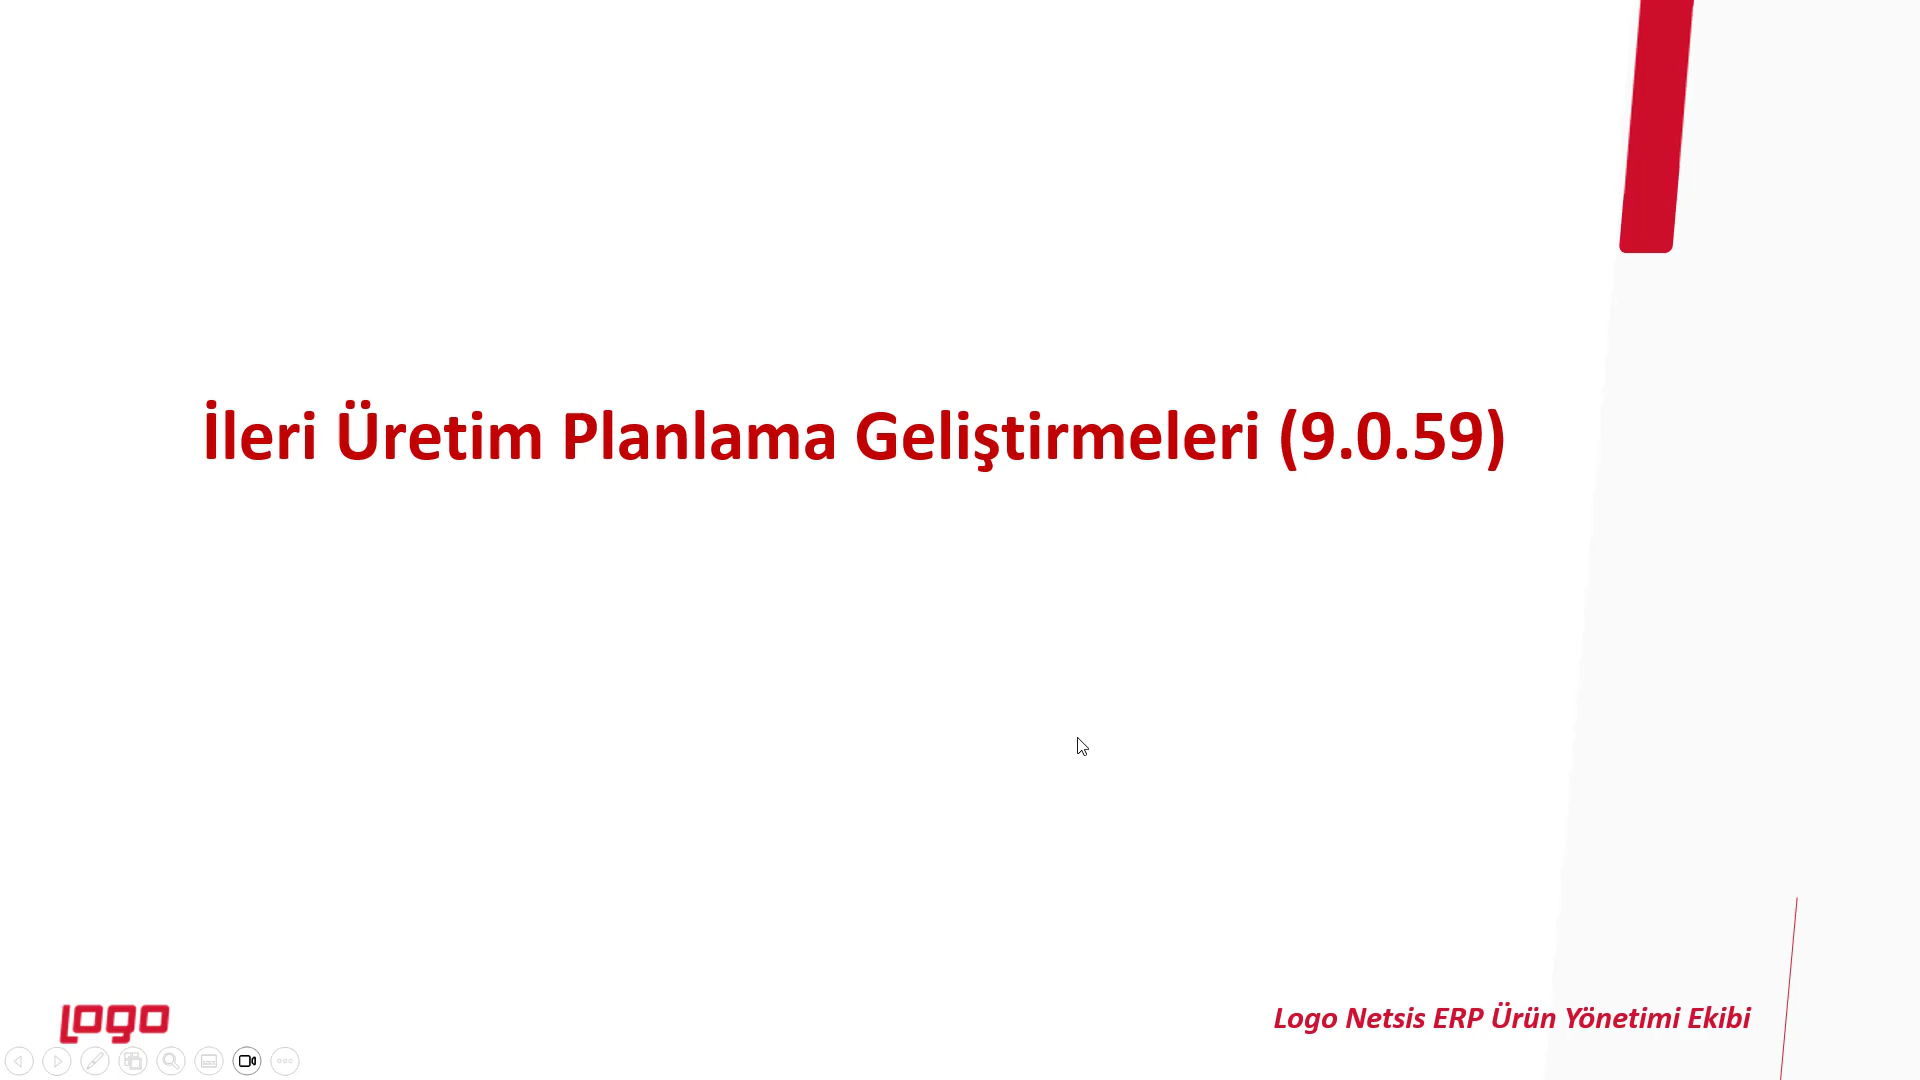 İleri Üretim Planlama Geliştirmeleri (9.0.59)
LOGO
Logo Netsis ERP Ürün Yönetimi Ekibi